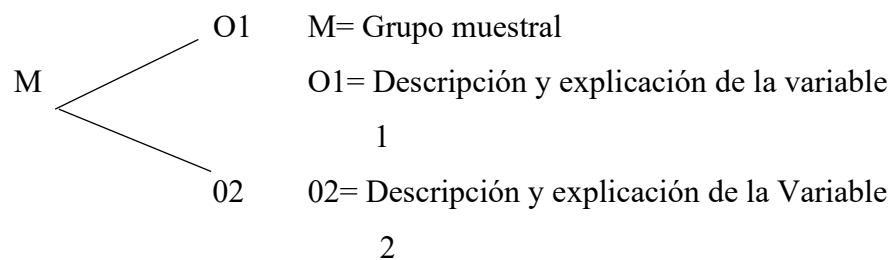 O1 M= Grupo muestral
M O1= Descripción y explicación de la variable
1
02 02= Descripción y explicación de la Variable
2